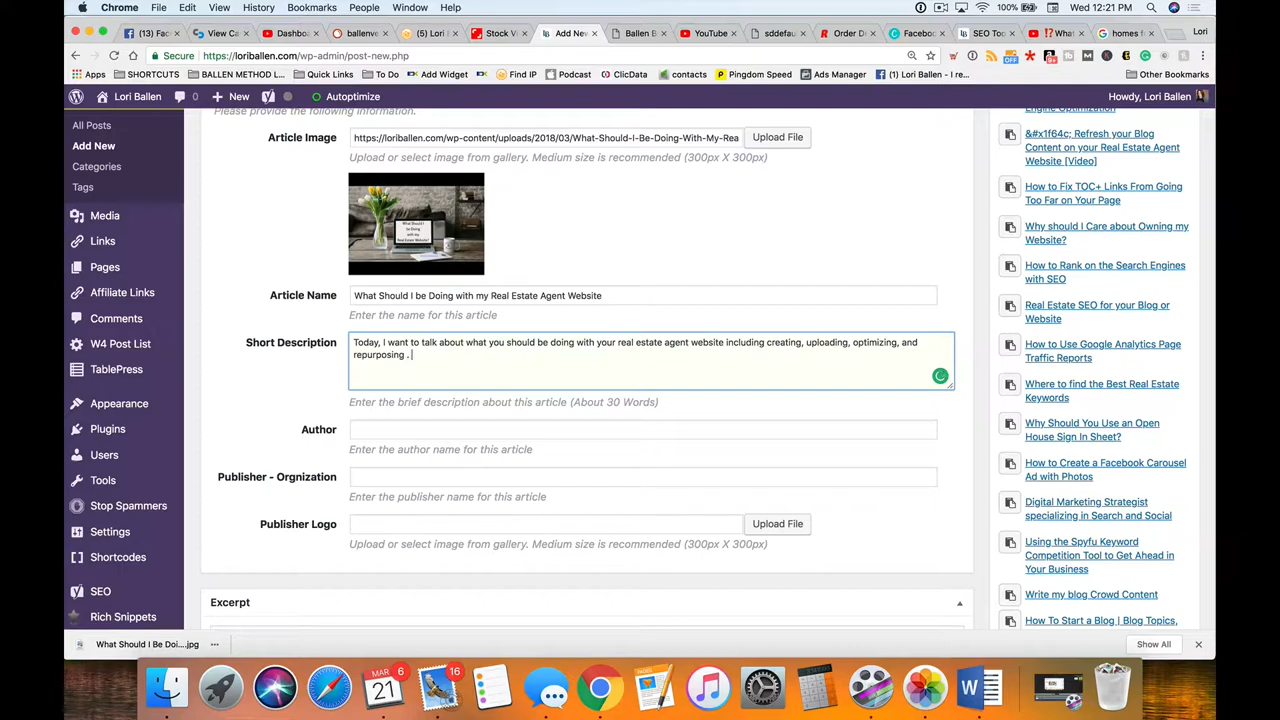 Chrome File Edit View History Bookmarks People Window Help 100% Wed 12:21 PM
(13) Fac View Ca Dashboa ballenve (5) Lori Stock V Add New Ballen B YouTube sddefau Order D Facebo SEO Too What homes f Lori
Secure https://loriballen.com/wp-admin/post-new.php
Apps SHORTCUTS BALLEN METHOD L Quick Links To Do Add Widget Find IP Podcast ClicData contacts Pingdom Speed Ads Manager (1) Lori Ballen - I re... Other Bookmarks
Lori Ballen 0 New Autoptimize Howdy, Lori Ballen
All Posts
Add New
Categories
Tags
Media
Links
Pages
Affiliate Links
Comments
W4 Post List
TablePress
Appearance
Plugins
Users
Tools
Stop Spammers
Settings
Shortcodes
SEO
Rich Snippets
Please provide the following information.
Article Image https://loriballen.com/wp-content/uploads/2018/03/What-Should-I-Be-Doing-With-My-Rea Upload File
Upload or select image from gallery. Medium size is recommended (300px X 300px)
What Should I
be Doing
with my
Real Estate Website?
Article Name What Should I be Doing with my Real Estate Agent Website
Enter the name for this article
Short Description Today, I want to talk about what you should be doing with your real estate agent website including creating, uploading, optimizing, and
repurposing .
Enter the brief description about this article (About 30 Words)
Author
Enter the author name for this article
Publisher - Orgnization
Enter the publisher name for this article
Publisher Logo Upload File
Upload or select image from gallery. Medium size is recommended (300px X 300px)
Excerpt
Engine Optimization
&#x1f64c; Refresh your Blog
Content on your Real Estate Agent
Website [Video]
How to Fix TOC+ Links From Going
Too Far on Your Page
Why should I Care about Owning my
Website?
How to Rank on the Search Engines
with SEO
Real Estate SEO for your Blog or
Website
How to Use Google Analytics Page
Traffic Reports
Where to find the Best Real Estate
Keywords
Why Should You Use an Open
House Sign In Sheet?
How to Create a Facebook Carousel
Ad with Photos
Digital Marketing Strategist
specializing in Search and Social
Using the Spyfu Keyword
Competition Tool to Get Ahead in
Your Business
Write my blog Crowd Content
How To Start a Blog | Blog Topics,
What Should I Be Doi....jpg Show All
MAR
21
6
16
W